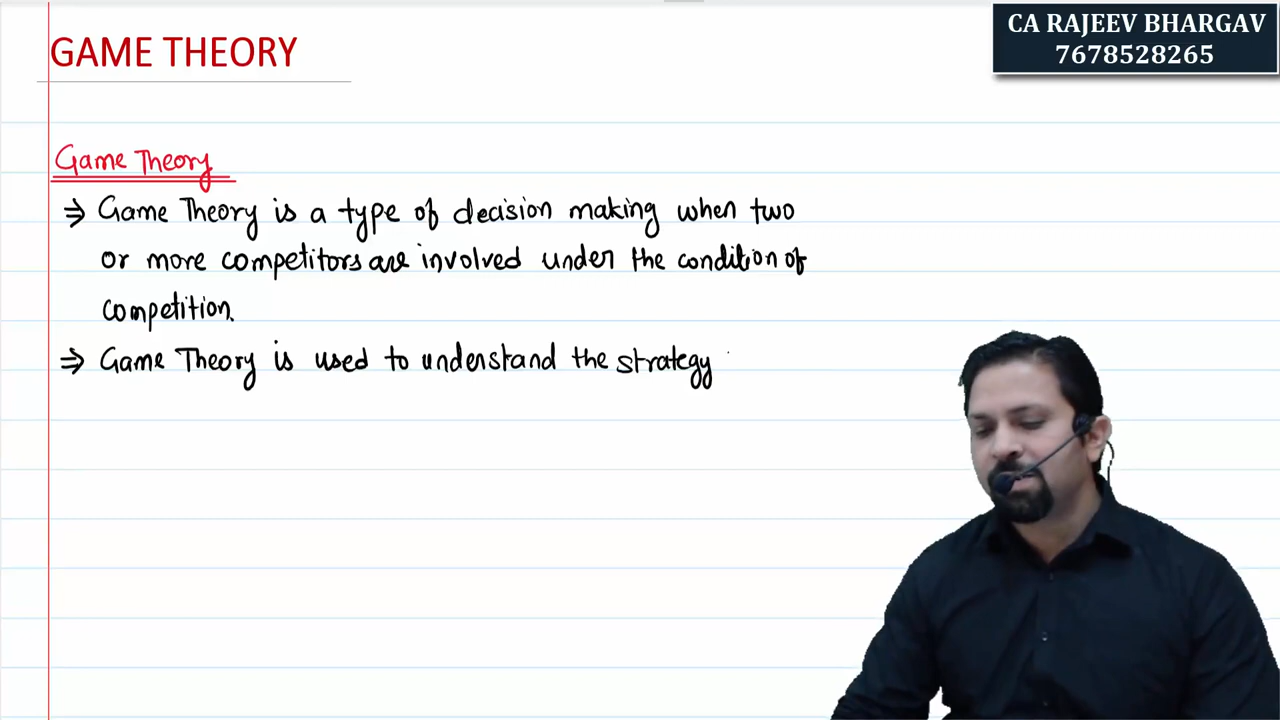 GAME THEORY
CA RAJEEV BHARGAV
7678528265
Game Theory
⇒ Game Theory is a type of decision making when two
or more competitors are involved under the condition of
competition.
⇒ Game Theory is used to understand the strategy